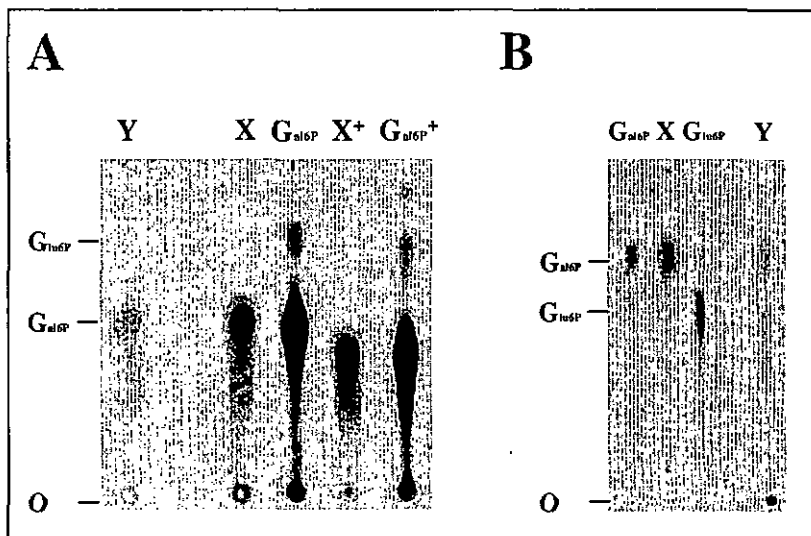 A
B
Y X Gal6P X+ Gal6P+
Gal6P X Glu6P Y
Glu6P
Gal6P
O
Gal6P
Glu6P
O